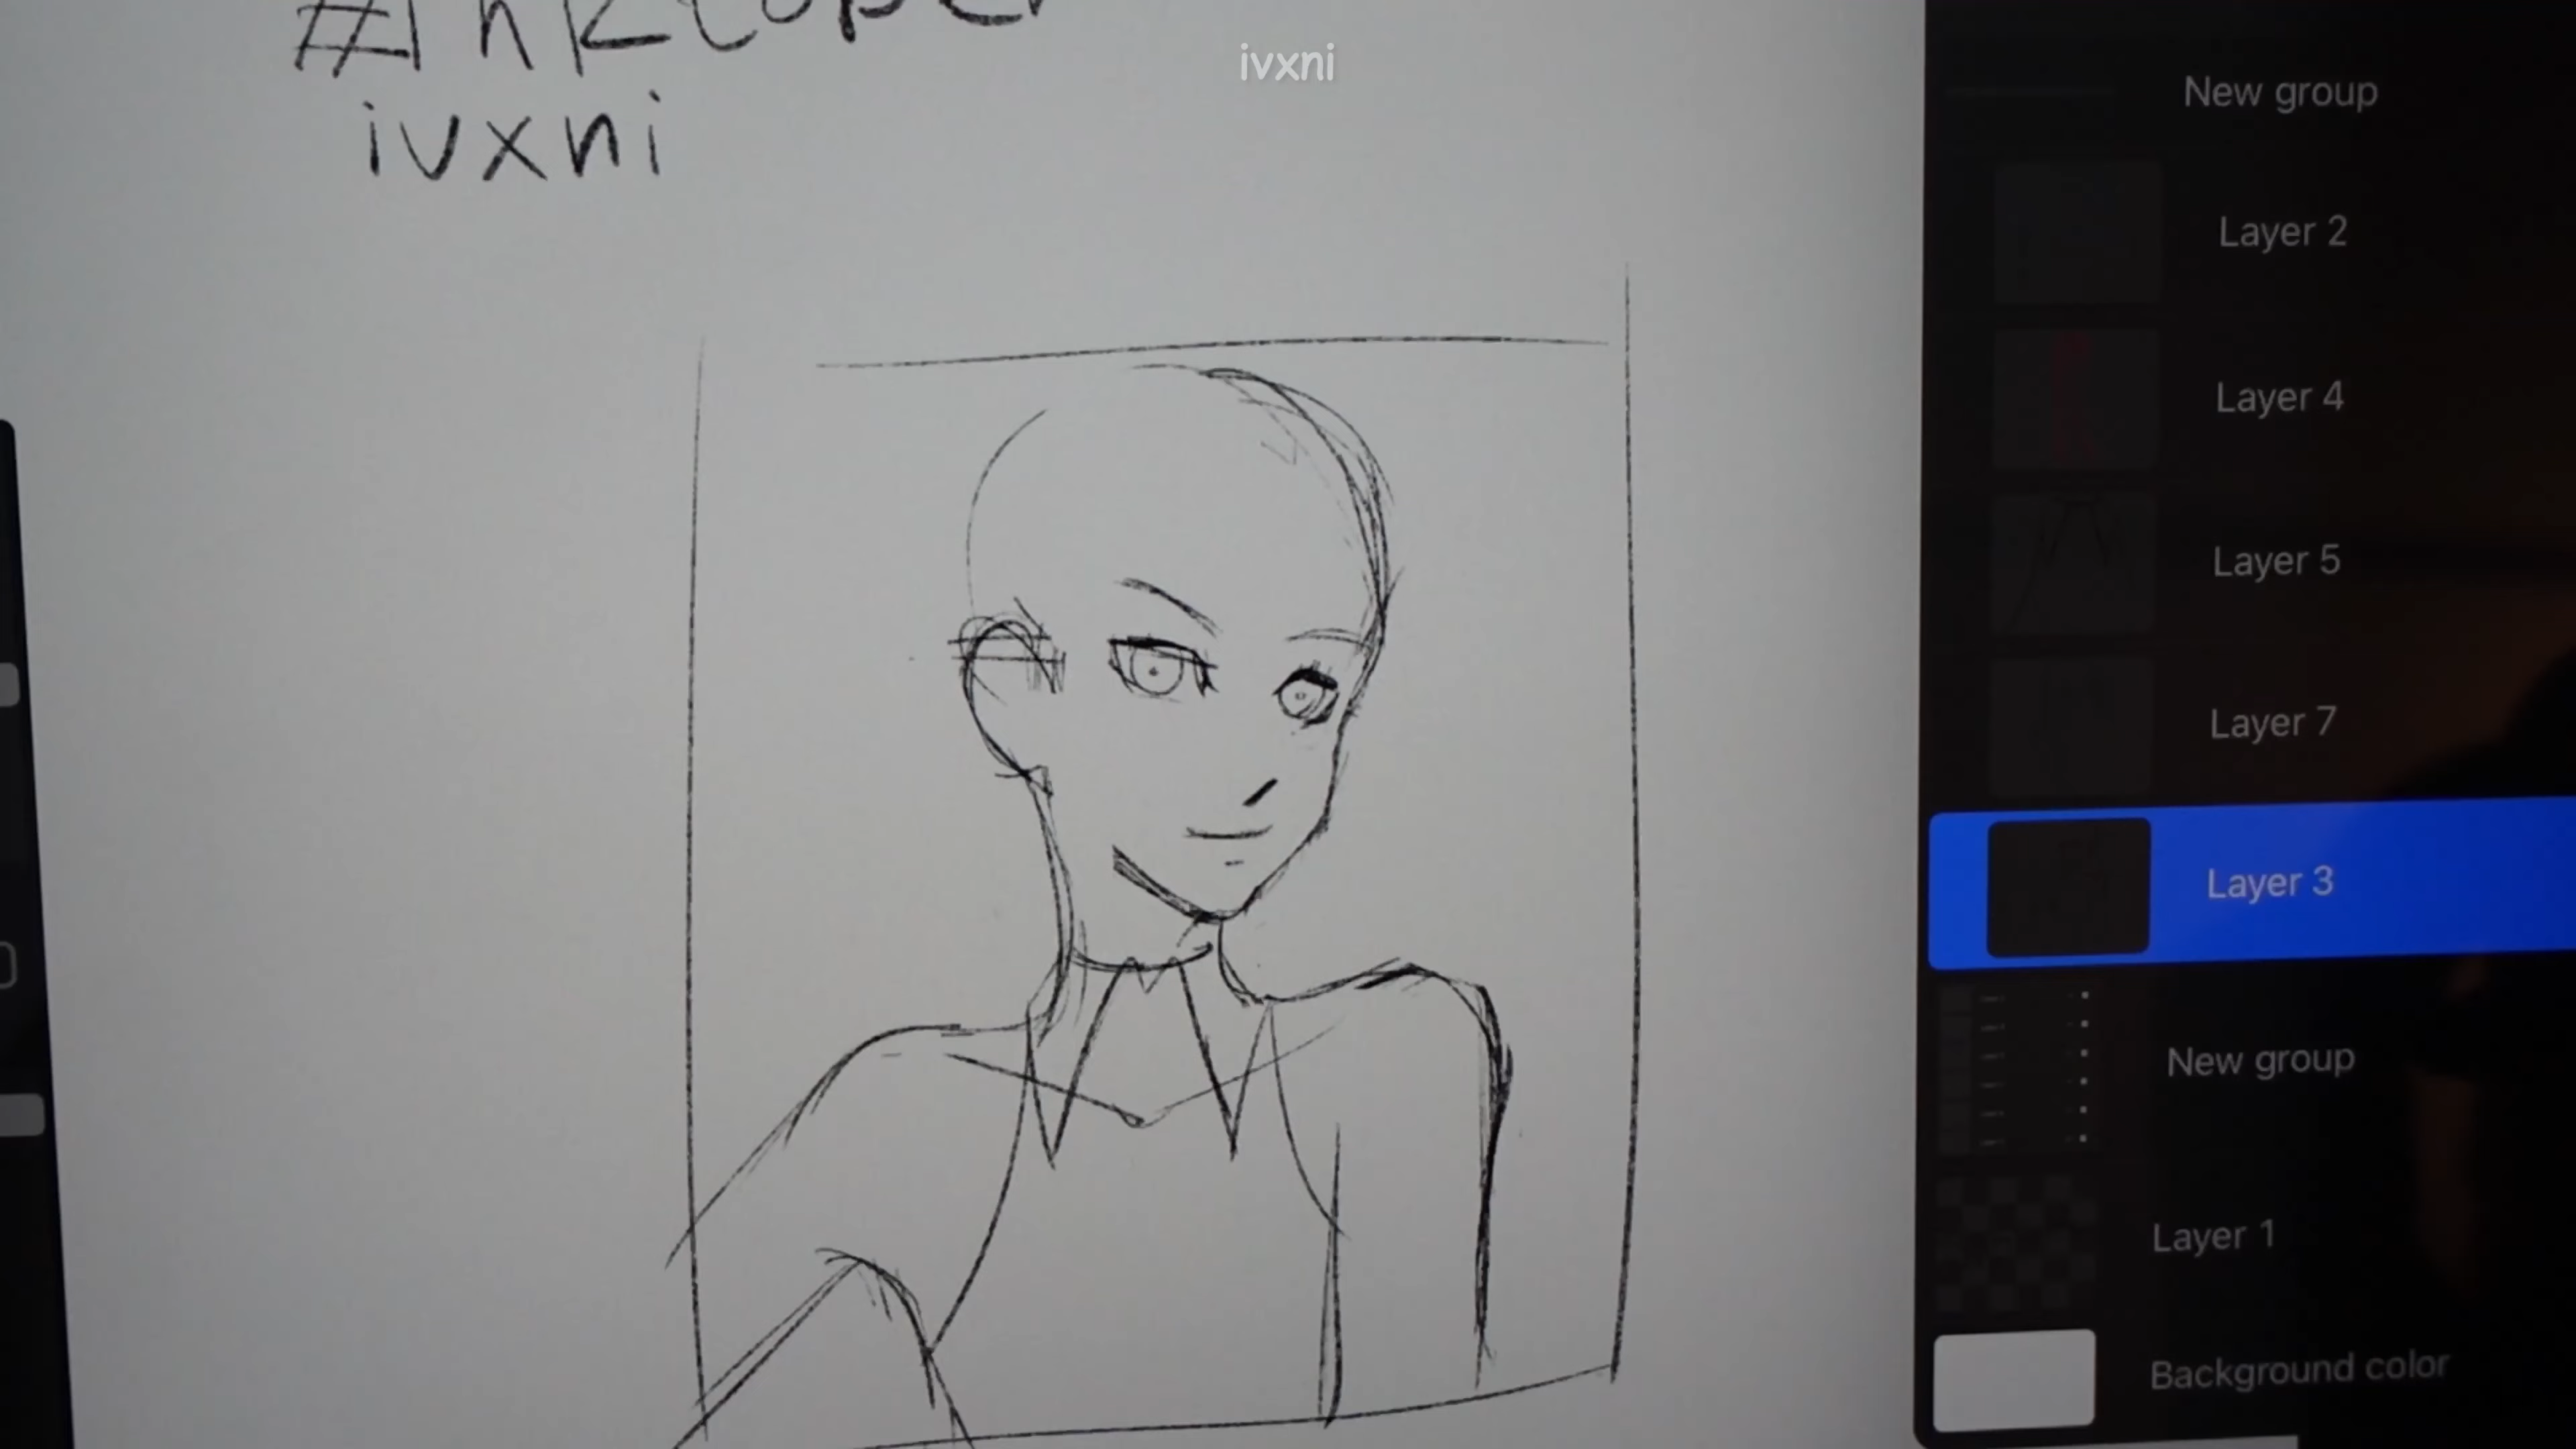 #Inktober
ivxni
ivxni
New group
Layer 2
Layer 4
Layer 5
Layer 7
Layer 3
New group
Layer 1
Background color